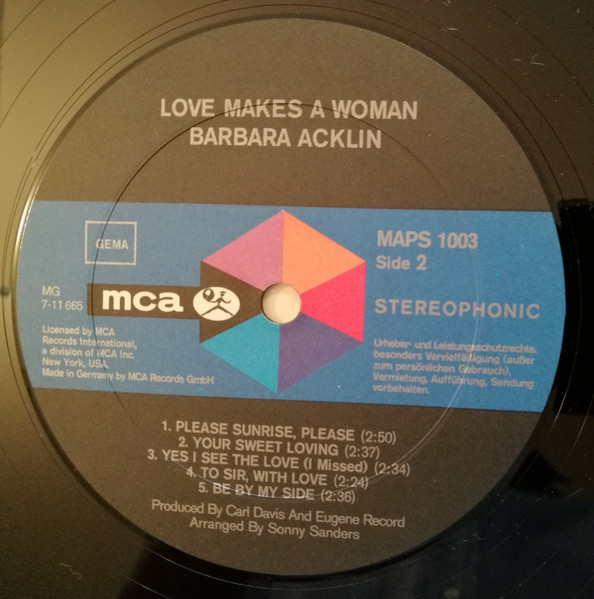 LOVE MAKES A WOMAN
BARBARA ACKLIN
GEMA
MAPS 1003
Side 2
MG
7-11 665
mca
STEREOPHONIC
Licensed by MCA
Records International,
a division of MCA Inc.
New York, USA.
Made in Germany by MCA Records GmbH
Urheber- und Leistungsschutzrechte,
besonders Vervielfältigung (außer
zum persönlichen Gebrauch),
Vermietung, Aufführung, Sendung
vorbehalten.
1. PLEASE SUNRISE, PLEASE (2:50)
2. YOUR SWEET LOVING (2:37)
3. YES I SEE THE LOVE (I Missed) (2:34)
4. TO SIR, WITH LOVE (2:24)
5. BE BY MY SIDE (2:36)
Produced By Carl Davis And Eugene Record
Arranged By Sonny Sanders